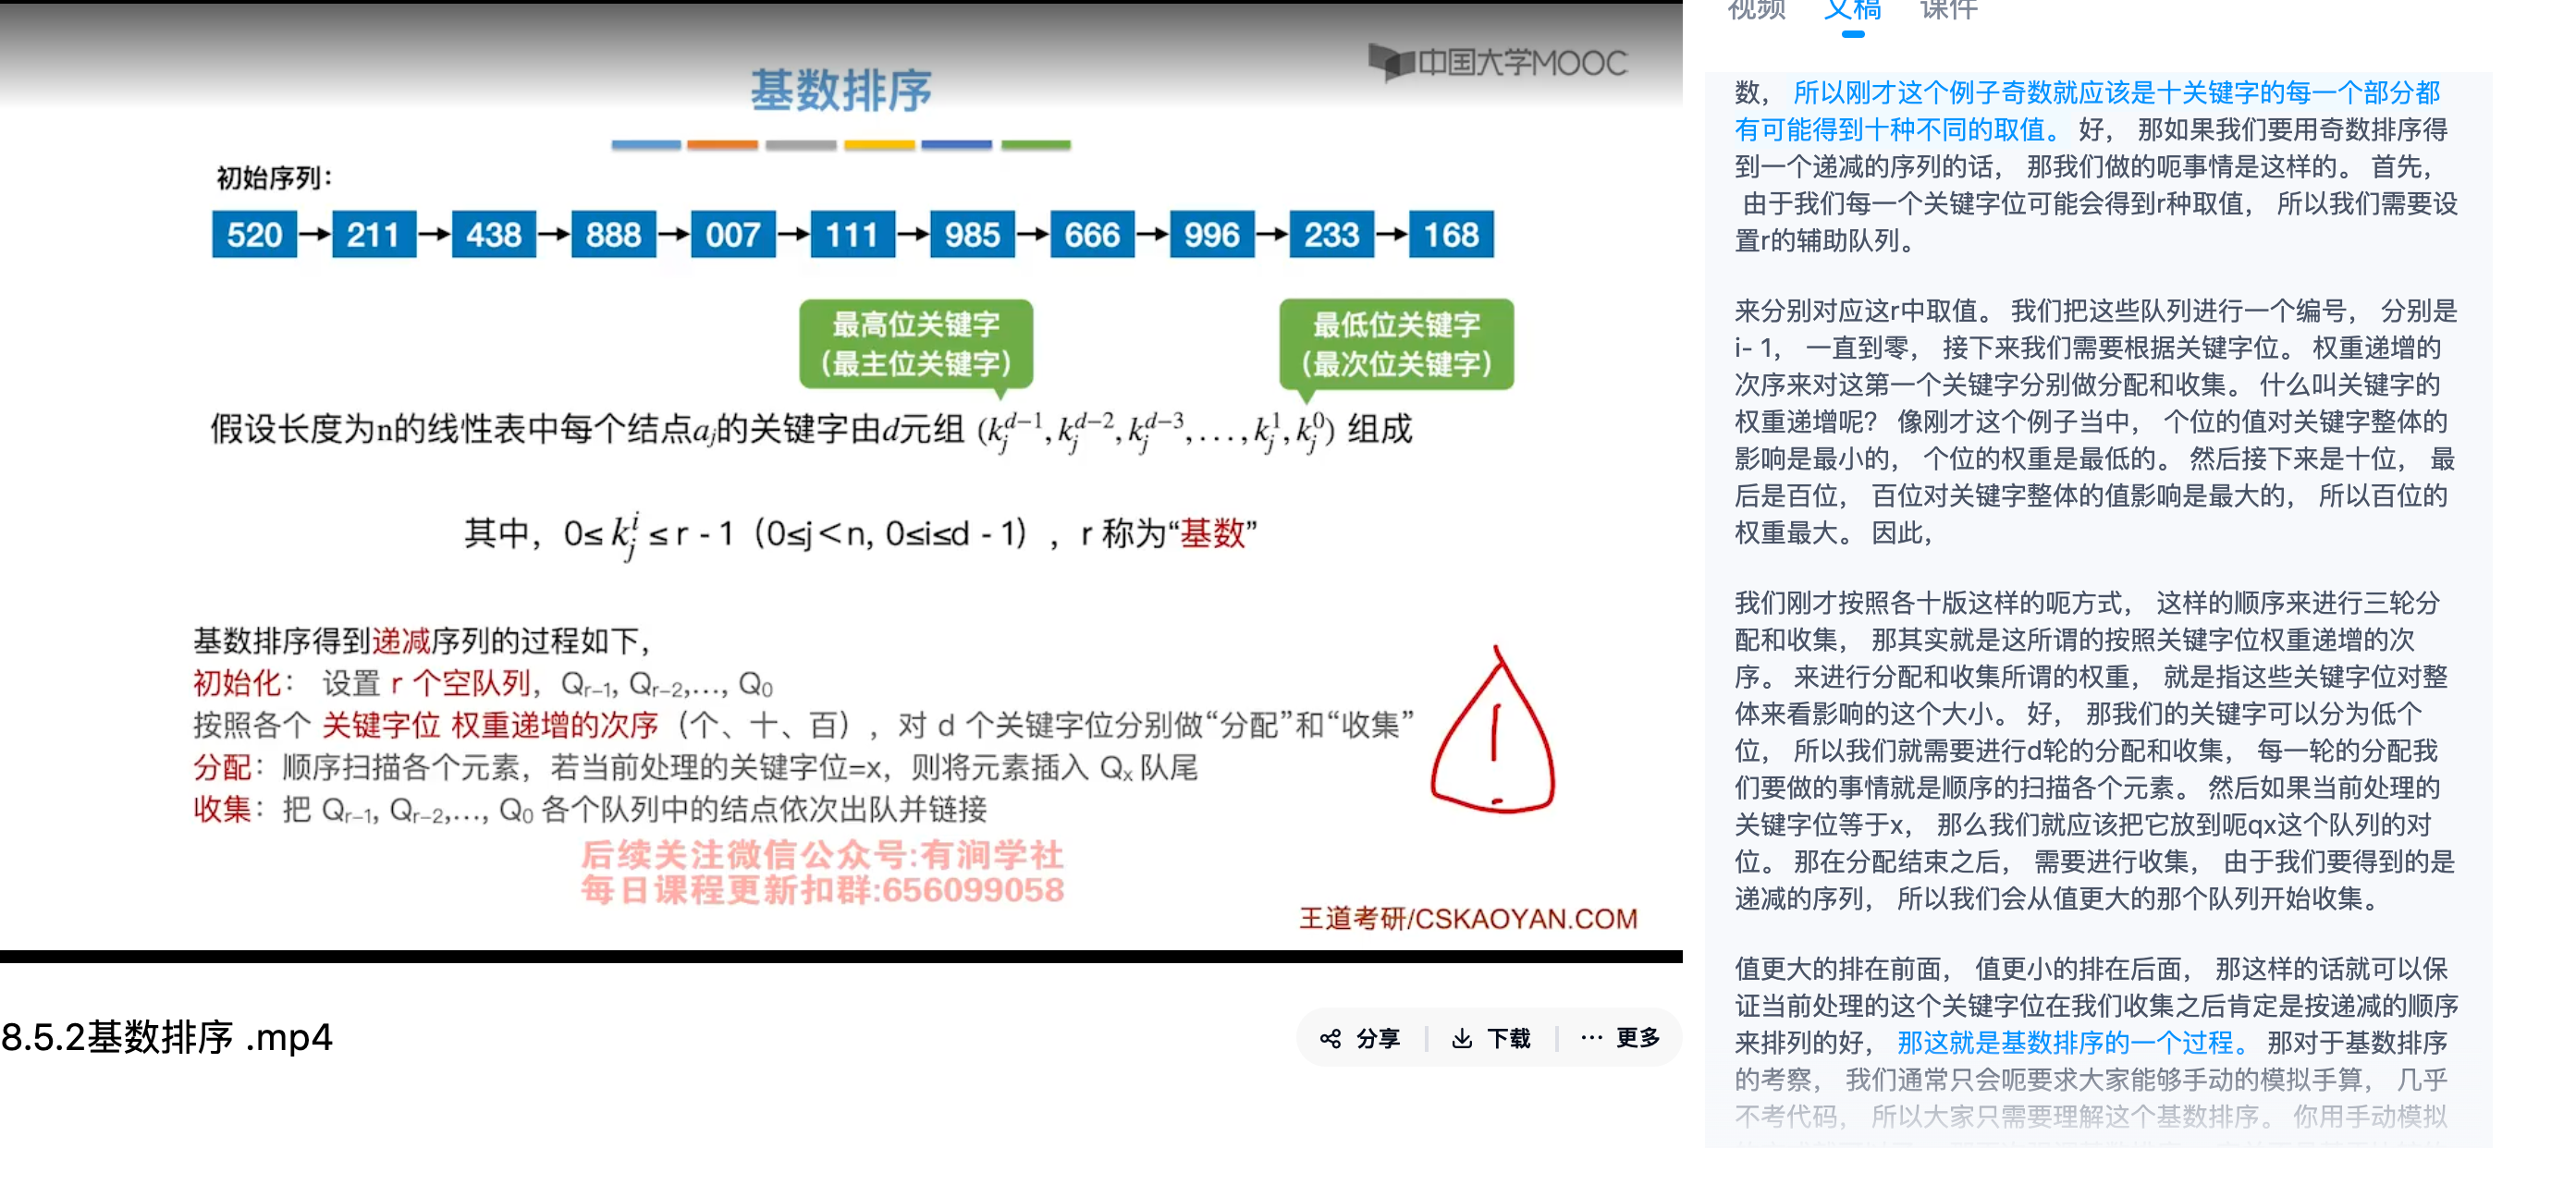 中国大学MOOC
基数排序
初始序列：
520 211 438 888 007 111 985 666 996 233 168
最高位关键字
（最主位关键字）
最低位关键字
（最次位关键字）
假设长度为n的线性表中每个结点aⱼ的关键字由d元组 (kⱼᵈ⁻¹, kⱼᵈ⁻², kⱼᵈ⁻³, . . . , kⱼ¹, kⱼ⁰) 组成
其中，0≤ kⱼⁱ ≤ r - 1（0≤j＜n, 0≤i≤d - 1），r 称为“基数”
基数排序得到递减序列的过程如下，
初始化： 设置 r 个空队列，Qr−1, Qr−2,…, Q0
按照各个 关键字位 权重递增的次序（个、十、百），对 d 个关键字位分别做“分配”和“收集”
分配：顺序扫描各个元素，若当前处理的关键字位=x，则将元素插入 Qx 队尾
收集：把 Qr−1, Qr−2,…, Q0 各个队列中的结点依次出队并链接
后续关注微信公众号:有润学社
每日课程更新扣群:656099058
王道考研/CSKAOYAN.COM
8.5.2基数排序 .mp4
分享 下载 更多
视频 文稿 课件
数， 所以刚才这个例子奇数就应该是十关键字的每一个部分都
有可能得到十种不同的取值。 好， 那如果我们要用奇数排序得
到一个递减的序列的话， 那我们做的呃事情是这样的。 首先，
由于我们每一个关键字位可能会得到r种取值， 所以我们需要设
置r的辅助队列。
来分别对应这r中取值。 我们把这些队列进行一个编号， 分别是
i- 1， 一直到零， 接下来我们需要根据关键字位。 权重递增的
次序来对这第一个关键字分别做分配和收集。 什么叫关键字的
权重递增呢？ 像刚才这个例子当中， 个位的值对关键字整体的
影响是最小的， 个位的权重是最低的。 然后接下来是十位， 最
后是百位， 百位对关键字整体的值影响是最大的， 所以百位的
权重最大。 因此，
我们刚才按照各十版这样的呃方式， 这样的顺序来进行三轮分
配和收集， 那其实就是这所谓的按照关键字位权重递增的次
序。 来进行分配和收集所谓的权重， 就是指这些关键字位对整
体来看影响的这个大小。 好， 那我们的关键字可以分为低个
位， 所以我们就需要进行d轮的分配和收集， 每一轮的分配我
们要做的事情就是顺序的扫描各个元素。 然后如果当前处理的
关键字位等于x， 那么我们就应该把它放到呃qx这个队列的对
位。 那在分配结束之后， 需要进行收集， 由于我们要得到的是
递减的序列， 所以我们会从值更大的那个队列开始收集。
值更大的排在前面， 值更小的排在后面， 那这样的话就可以保
证当前处理的这个关键字位在我们收集之后肯定是按递减的顺序
来排列的好， 那这就是基数排序的一个过程。 那对于基数排序
的考察， 我们通常只会呃要求大家能够手动的模拟手算， 几乎
不考代码， 所以大家只需要理解这个基数排序。 你用手动模拟